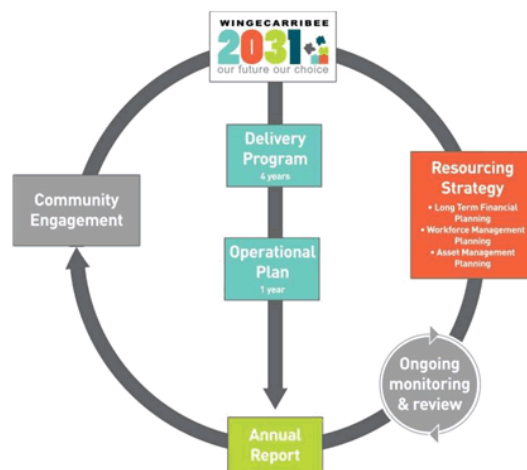 WINGECARRIBEE
2031
our future our choice
Delivery
Program
4 years
Community
Engagement
Resourcing
Strategy
• Long Term Financial
Planning
• Workforce Management
Planning
• Asset Management
Planning
Operational
Plan
1 year
Ongoing
monitoring
& review
Annual
Report